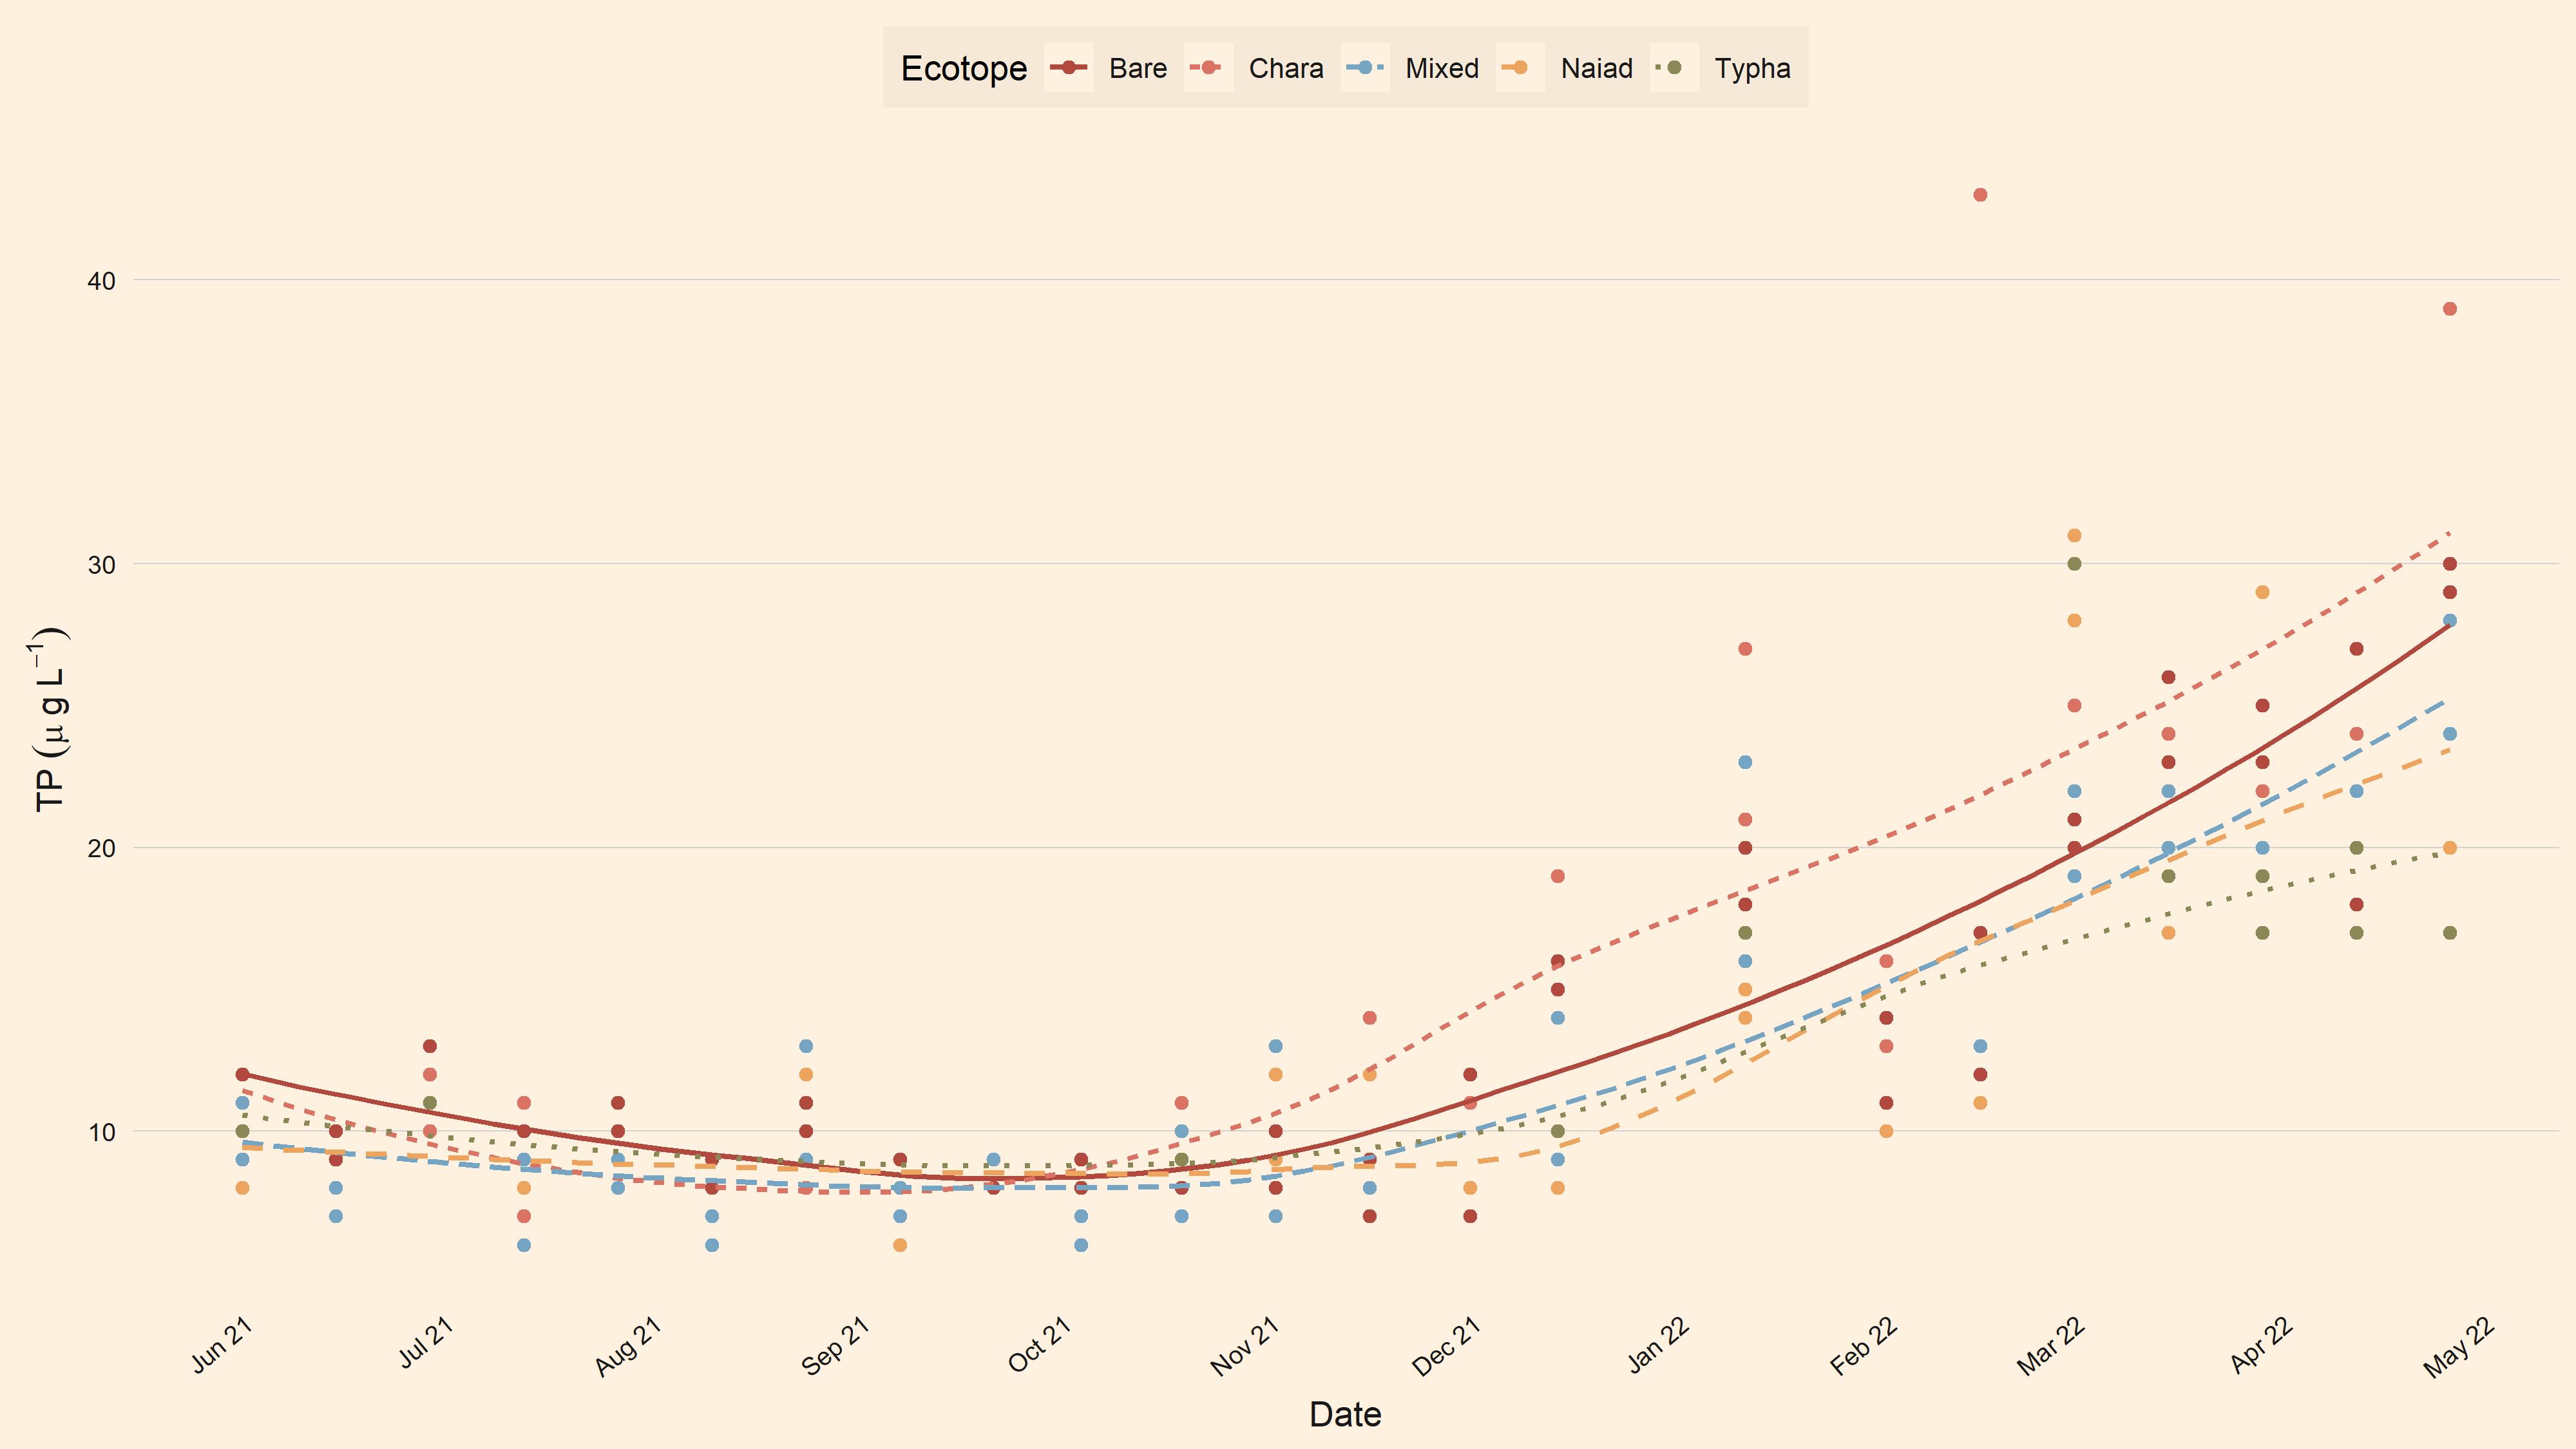 Ecotope Bare Chara Mixed Naiad Typha
40
30
20
10
TP (μ g L⁻¹)
Jun 21 Jul 21 Aug 21 Sep 21 Oct 21 Nov 21 Dec 21 Jan 22 Feb 22 Mar 22 Apr 22 May 22
Date